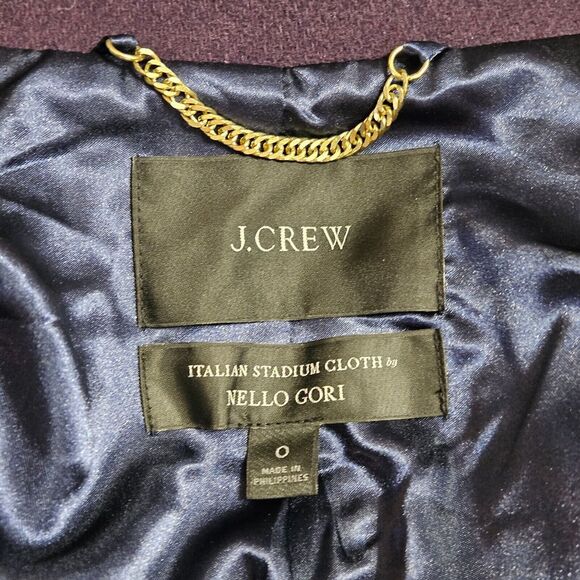 J.CREW
ITALIAN STADIUM CLOTH by
NELLO GORI
0
MADE IN
PHILIPPINES